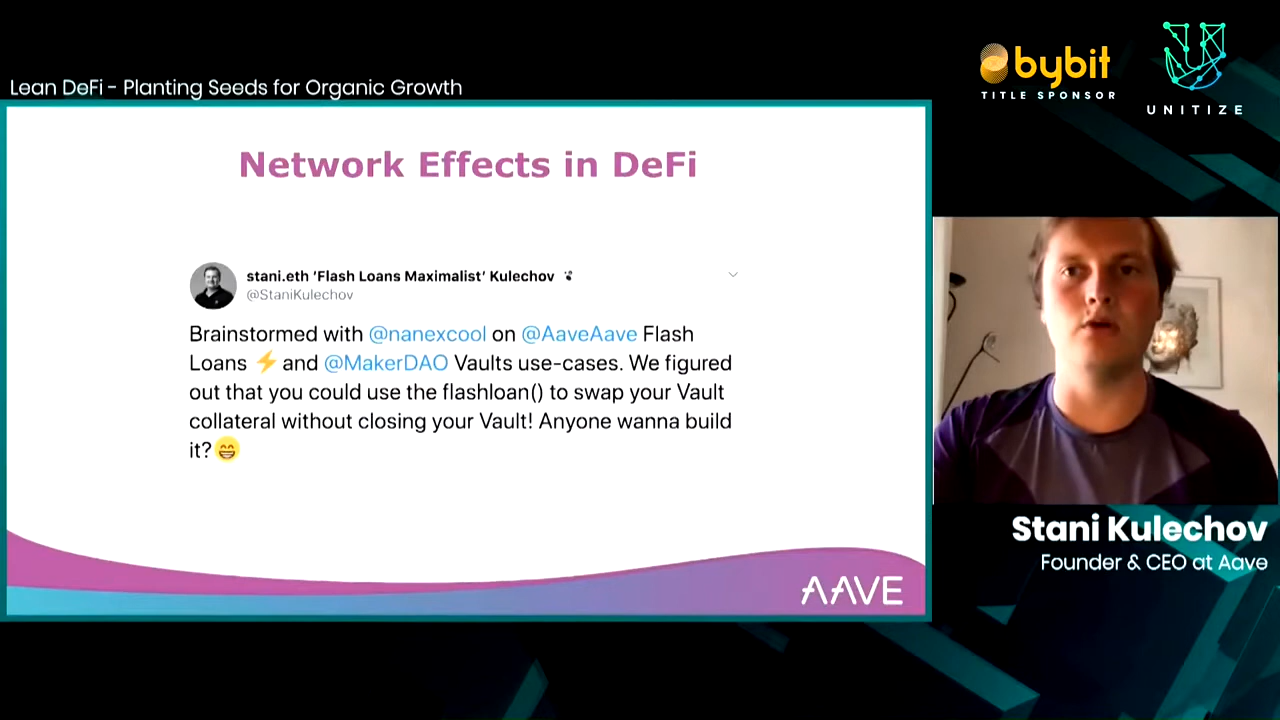 Lean DeFi - Planting Seeds for Organic Growth
bybit
TITLE SPONSOR
UNITIZE
Network Effects in DeFi
stani.eth ‘Flash Loans Maximalist’ Kulechov
@StaniKulechov
Brainstormed with @nanexcool on @AaveAave Flash
Loans ⚡ and @MakerDAO Vaults use-cases. We figured
out that you could use the flashloan() to swap your Vault
collateral without closing your Vault! Anyone wanna build
it?😄
AAVE
Stani Kulechov
Founder & CEO at Aave